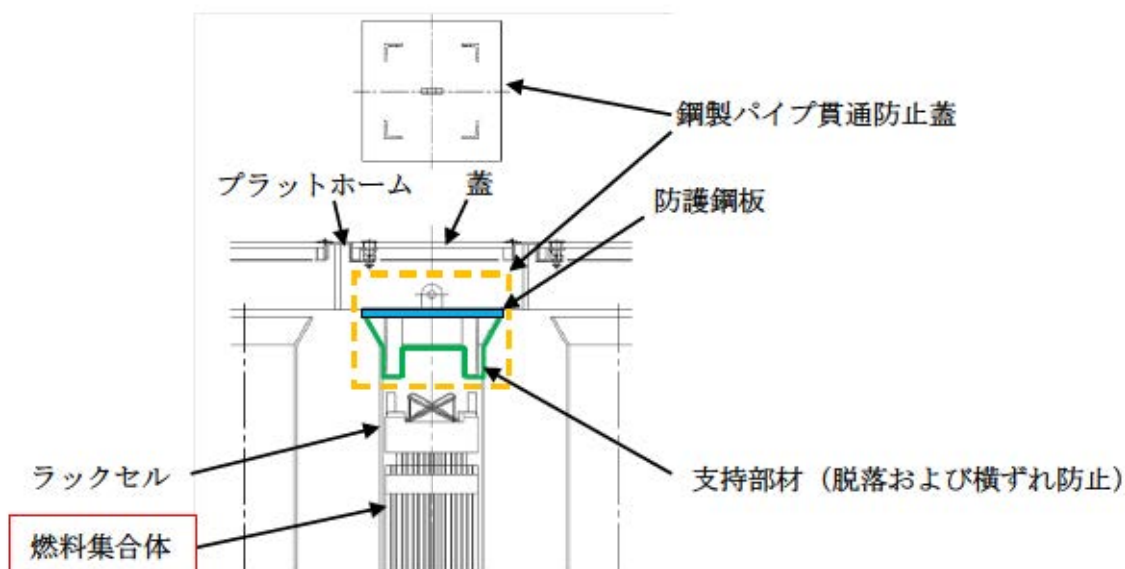 鋼製パイプ貫通防止蓋
プラットホーム
蓋
防護鋼板
ラックセル
支持部材（脱落および横ずれ防止）
燃料集合体